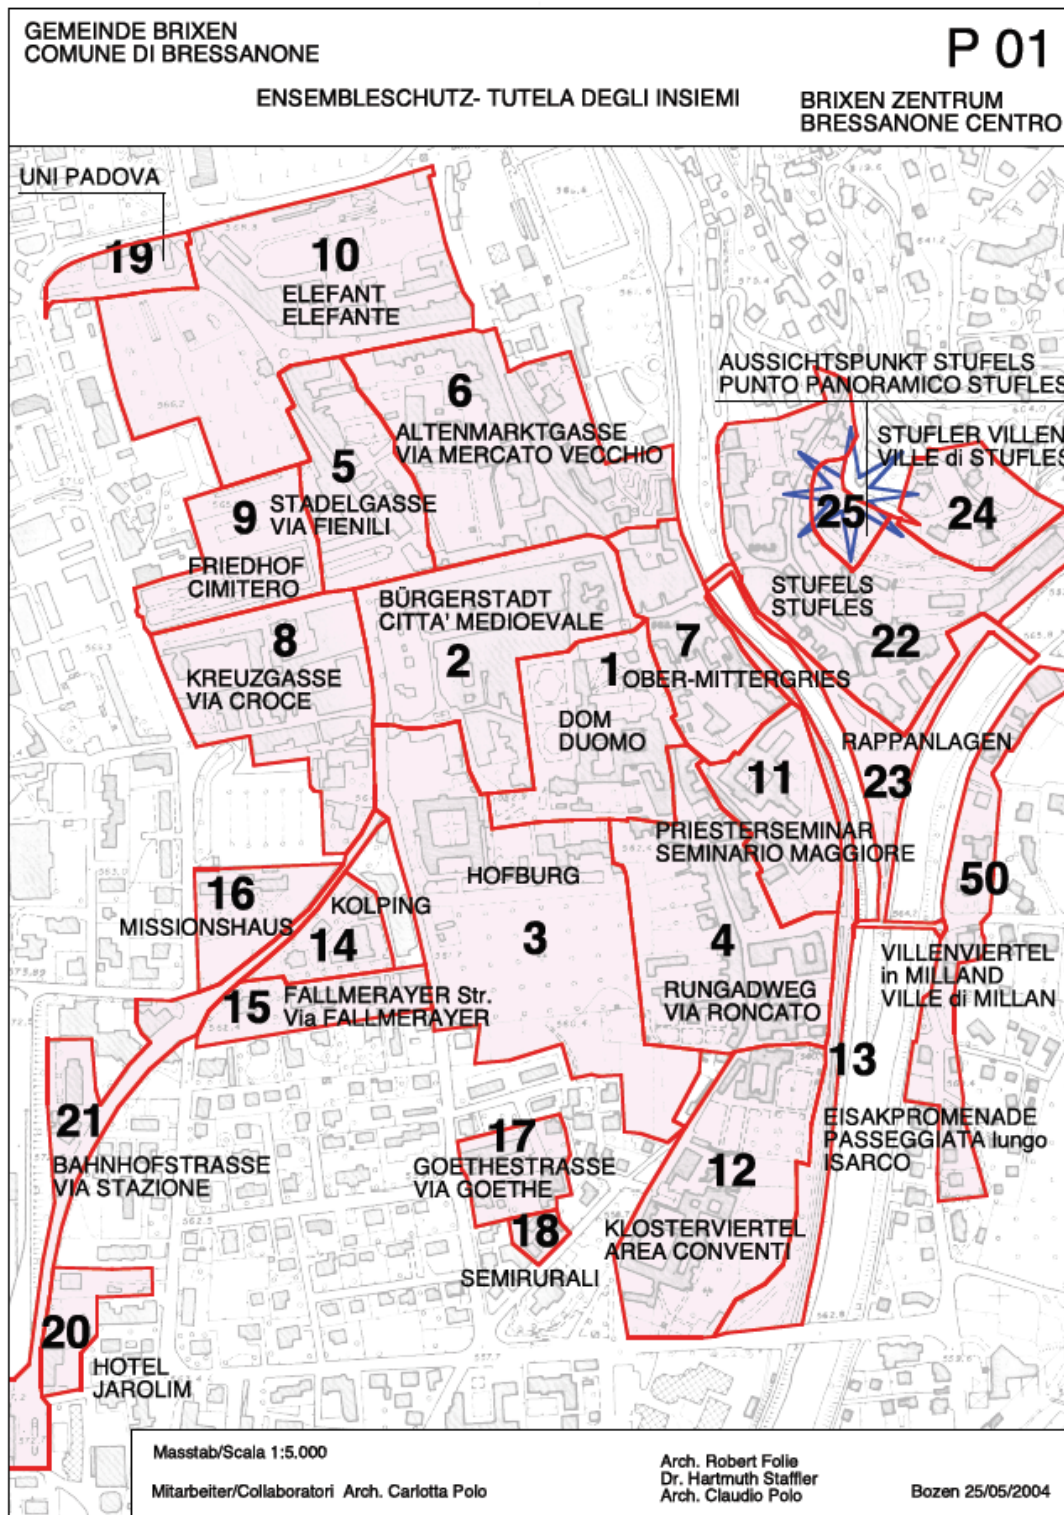 GEMEINDE BRIXEN
COMUNE DI BRESSANONE
P 01
ENSEMBLESCHUTZ- TUTELA DEGLI INSIEMI
BRIXEN ZENTRUM
BRESSANONE CENTRO
UNI PADOVA
19
10
ELEFANT
ELEFANTE
6
ALTENMARKTGASSE
VIA MERCATO VECCHIO
AUSSICHTSPUNKT STUFELS
PUNTO PANORAMICO STUFLES
STUFLER VILLEN
VILLE di STUFLES
25
24
5
STADELGASSE
VIA FIENILI
9
FRIEDHOF
CIMITERO
BÜRGERSTADT
CITTA' MEDIOEVALE
2
STUFELS
STUFLES
22
8
KREUZGASSE
VIA CROCE
1
DOM
DUOMO
7
OBER-MITTERGRIES
RAPPANLAGEN
23
11
PRIESTERSEMINAR
SEMINARIO MAGGIORE
HOFBURG
3
16
MISSIONSHAUS
KOLPING
14
50
4
RUNGADWEG
VIA RONCATO
VILLENVIERTEL
in MILLAND
VILLE di MILLAN
15
FALLMERAYER Str.
Via FALLMERAYER
13
EISAKPROMENADE
PASSEGGIATA lungo
ISARCO
21
BAHNHOFSTRASSE
VIA STAZIONE
17
GOETHESTRASSE
VIA GOETHE
12
KLOSTERVIERTEL
AREA CONVENTI
18
SEMIRURALI
20
HOTEL
JAROLIM
Masstab/Scala 1:5.000
Mitarbeiter/Collaboratori Arch. Carlotta Polo
Arch. Robert Folie
Dr. Hartmuth Staffler
Arch. Claudio Polo
Bozen 25/05/2004